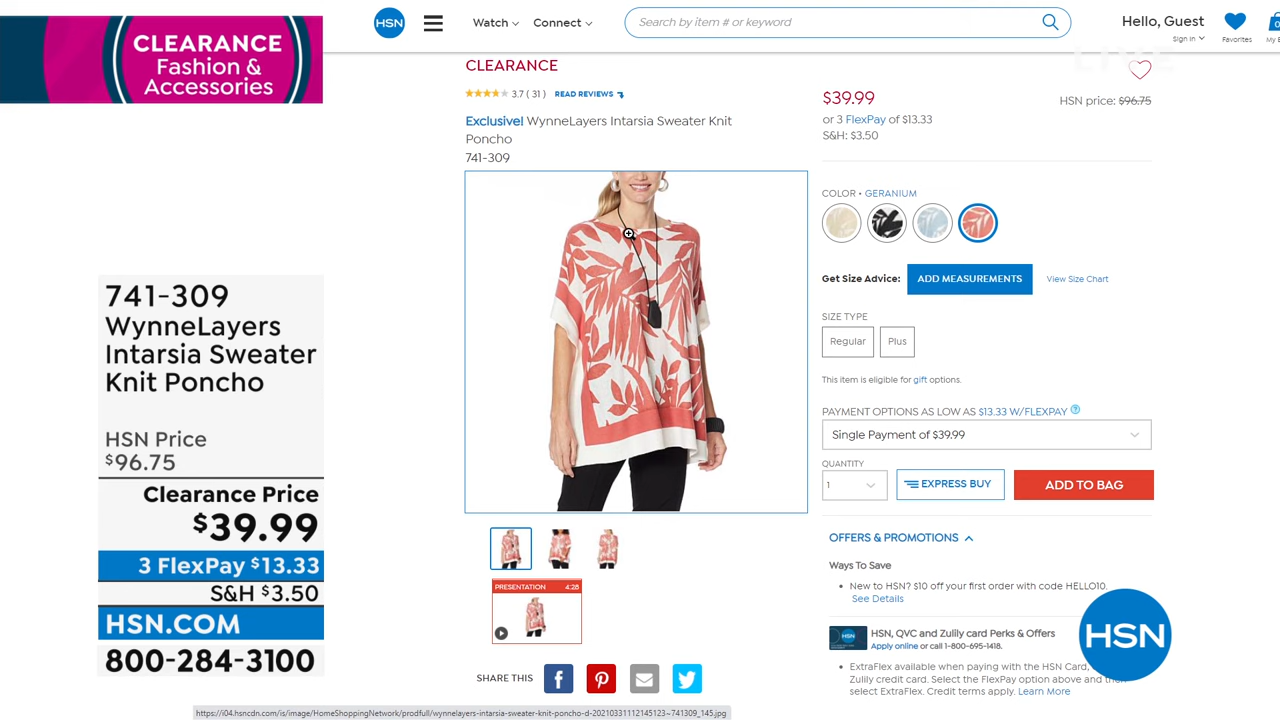 CLEARANCE
Fashion &
Accessories
741-309
WynneLayers
Intarsia Sweater
Knit Poncho
HSN Price
$96.75
Clearance Price
$39.99
3 FlexPay $13.33
S&H $3.50
HSN.COM
800-284-3100
HSN
Watch
Connect
Search by item # or keyword
Hello, Guest
Sign In
Favorites
0
LIVE
CLEARANCE
3.7 ( 31 ) READ REVIEWS
Exclusive! WynneLayers Intarsia Sweater Knit
Poncho
741-309
PRESENTATION 4:28
SHARE THIS
$39.99
HSN price: $96.75
or 3 FlexPay of $13.33
S&H: $3.50
COLOR • GERANIUM
Get Size Advice: ADD MEASUREMENTS View Size Chart
SIZE TYPE
Regular Plus
This item is eligible for gift options.
PAYMENT OPTIONS AS LOW AS $13.33 W/FLEXPAY ?
Single Payment of $39.99
QUANTITY
1
EXPRESS BUY
ADD TO BAG
OFFERS & PROMOTIONS
Ways To Save
• New to HSN? $10 off your first order with code HELLO10.
See Details
HSN, QVC and Zulily card Perks & Offers
Apply online or call 1-800-695-1418.
• ExtraFlex available when paying with the HSN Card,
Zulily credit card. Select the FlexPay option above and then
select ExtraFlex. Credit terms apply. Learn More
HSN
https://i04.hsncdn.com/is/image/HomeShoppingNetwork/prodfull/wynnelayers-intarsia-sweater-knit-poncho-d-20210331112145123~741309_145.jpg